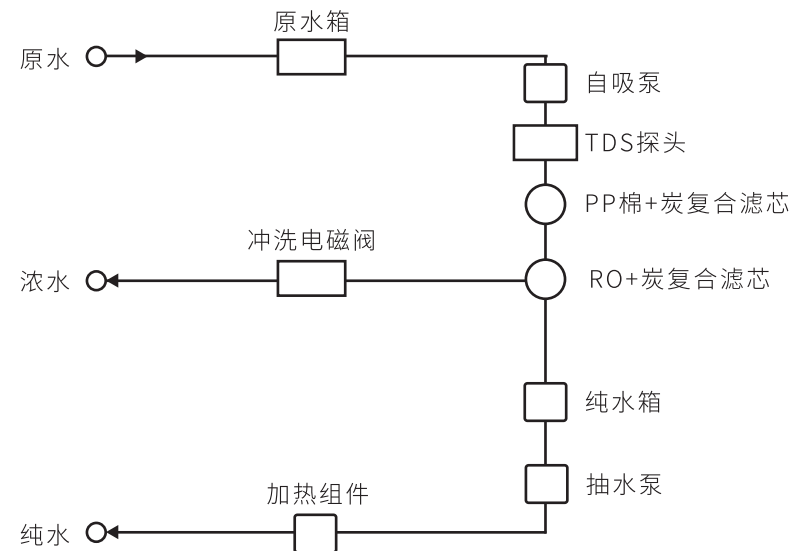 原水箱
原水
自吸泵
TDS探头
PP棉+炭复合滤芯
冲洗电磁阀
浓水
RO+炭复合滤芯
纯水箱
抽水泵
加热组件
纯水